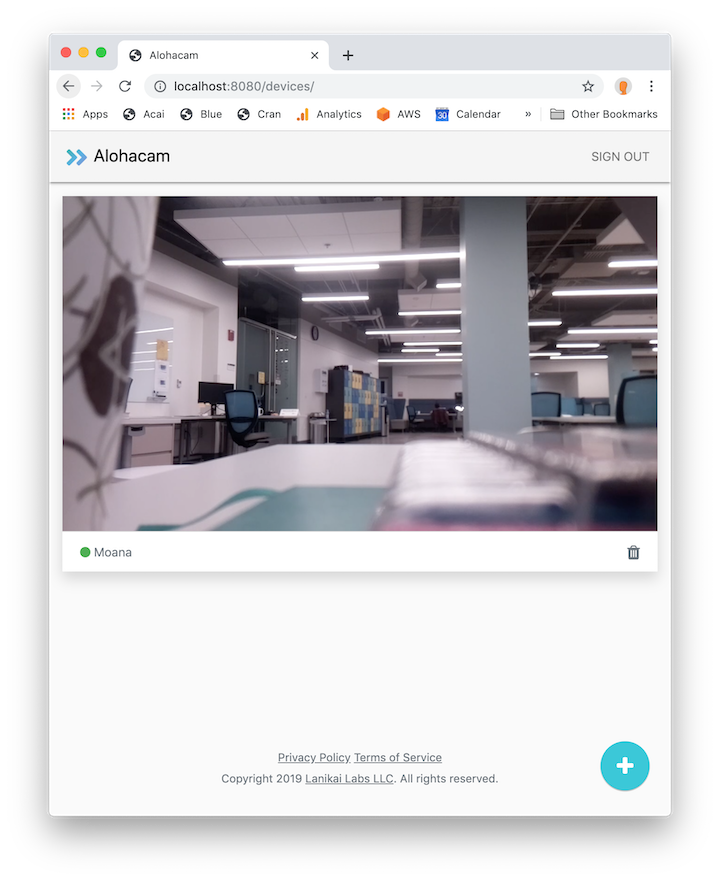 Alohacam
localhost:8080/devices/
Apps Acai Blue Cran Analytics AWS 30 Calendar » Other Bookmarks
Alohacam SIGN OUT
Moana
Privacy Policy Terms of Service
Copyright 2019 Lanikai Labs LLC. All rights reserved.